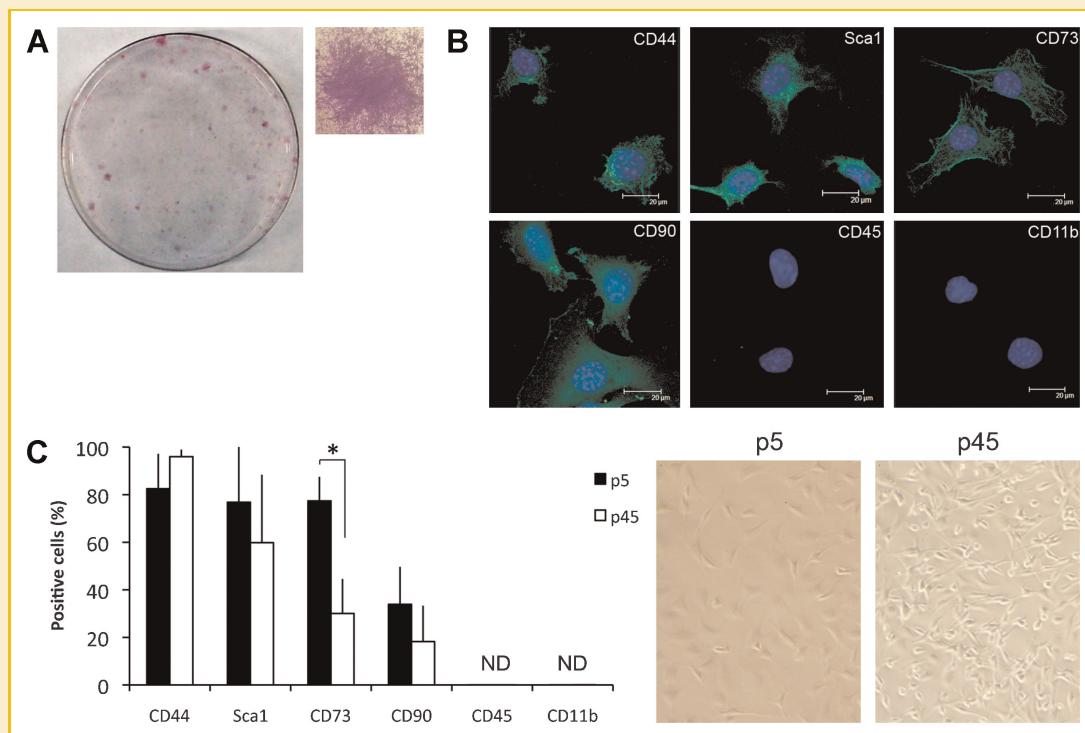 A
B
CD44
Sca1
CD73
20 µm
20 µm
20 µm
CD90
CD45
CD11b
20 µm
20 µm
20 µm
C
Positive cells (%)
100
80
60
40
20
0
*
ND
ND
CD44
Sca1
CD73
CD90
CD45
CD11b
p5
p45
p5
p45